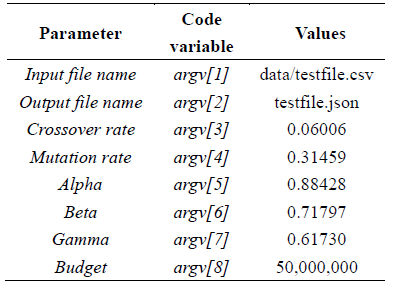 Parameter Code variable Values
Input file name argv[1] data/testfile.csv
Output file name argv[2] testfile.json
Crossover rate argv[3] 0.06006
Mutation rate argv[4] 0.31459
Alpha argv[5] 0.88428
Beta argv[6] 0.71797
Gamma argv[7] 0.61730
Budget argv[8] 50,000,000